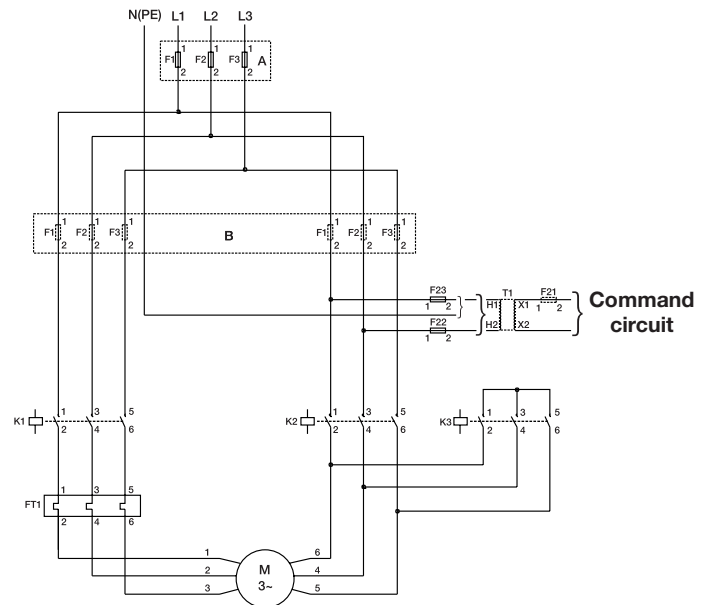 N(PE) L1 L2 L3
1 1 1
F1 F2 F3 A
2 2 2
1 1 1 1 1 1
F1 F2 F3 B F1 F2 F3
2 2 2 2 2 2
F23 T1 F21
1 2 H1 X1 1 2
Command
circuit
F22 H2 X2
1 2
1 3 5 1 3 5 1 3 5
K1 K2 K3
2 4 6 2 4 6 2 4 6
1 3 5
FT1
2 4 6
1 6
2 M 4
3~
3 5